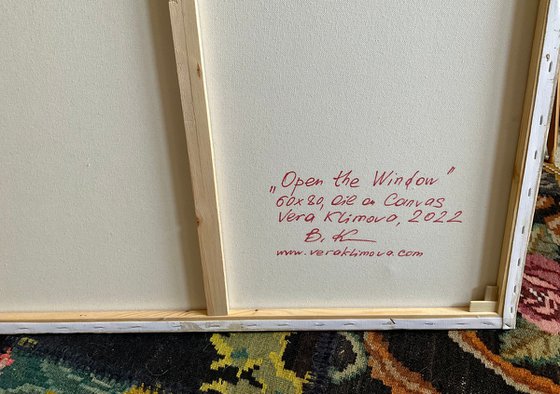 „Open the Window"
60x80, Oil on Canvas
Vera Klimova, 2022
В. К
www.veraklimova.com